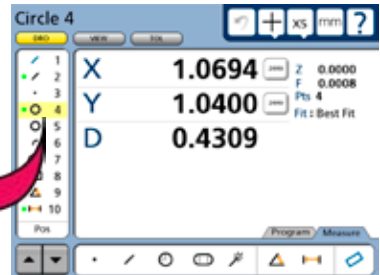 Circle 4
xs mm ?
DRO VIEW TOL
1
2
3
4
5
6
7
8
9
10
Pos
X 1.0694
Y 1.0400
D 0.4309
Z 0.0000
F 0.0008
Pts 4
Fit : Best Fit
Program Measure